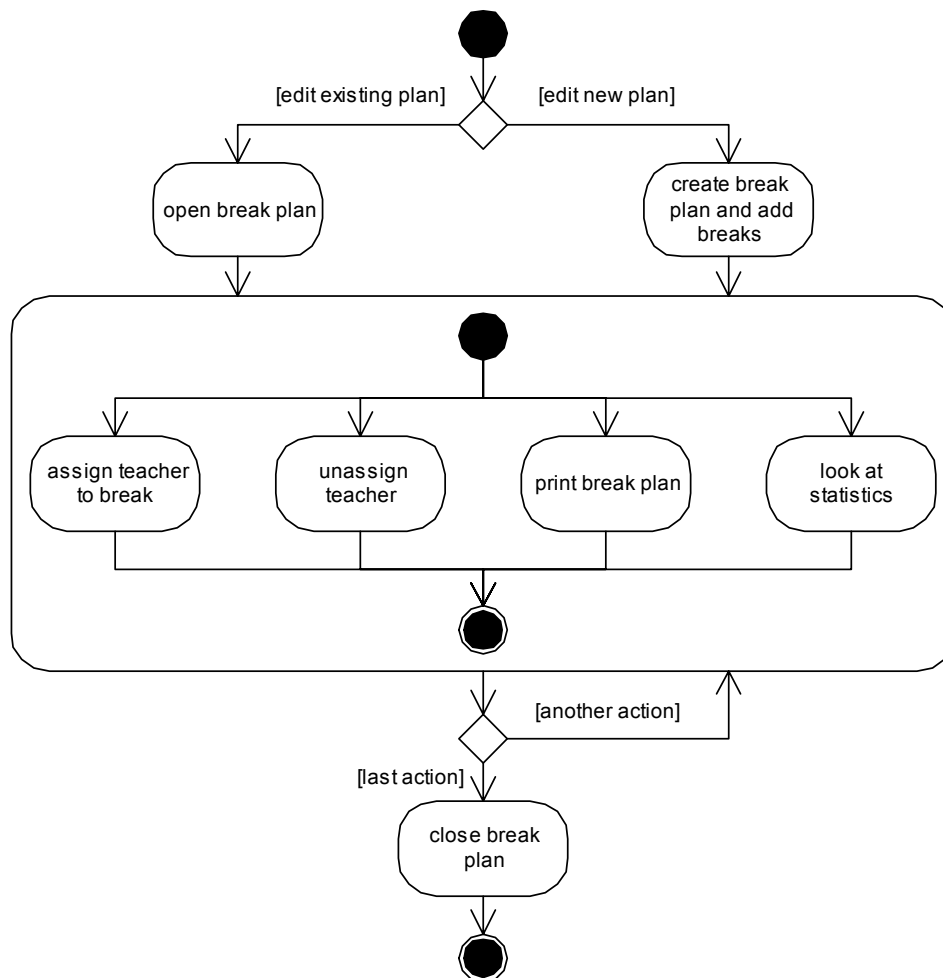 [edit existing plan]
[edit new plan]
open break plan
create break
plan and add
breaks
assign teacher
to break
unassign
teacher
print break plan
look at
statistics
[another action]
[last action]
close break
plan